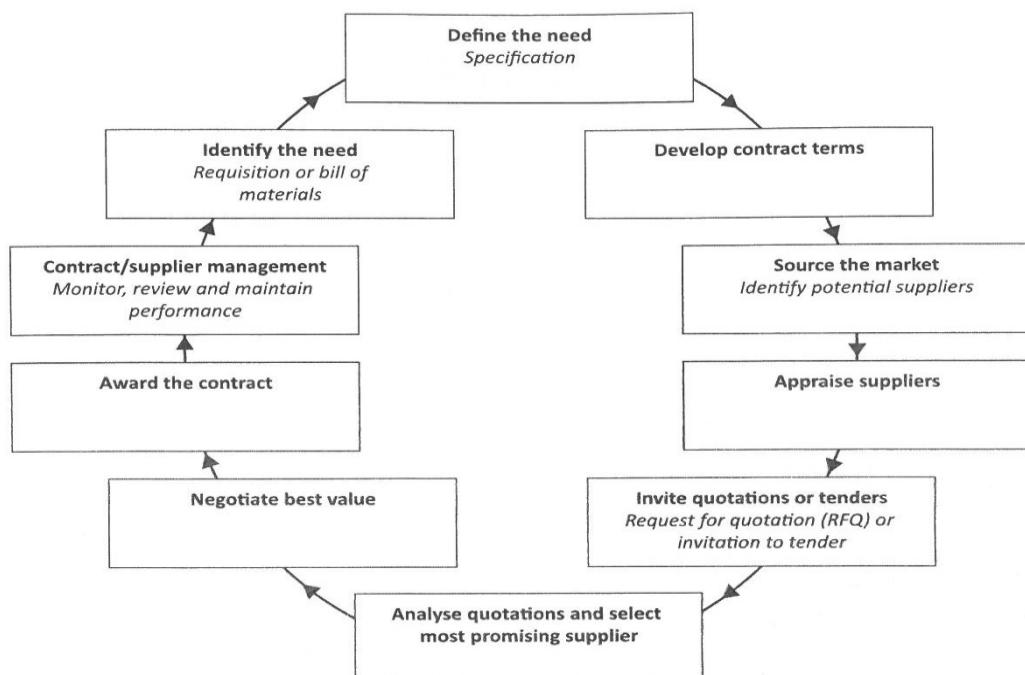 Define the need
Specification
Identify the need
Requisition or bill of
materials
Develop contract terms
Contract/supplier management
Monitor, review and maintain
performance
Source the market
Identify potential suppliers
Award the contract
Appraise suppliers
Negotiate best value
Invite quotations or tenders
Request for quotation (RFQ) or
invitation to tender
Analyse quotations and select
most promising supplier